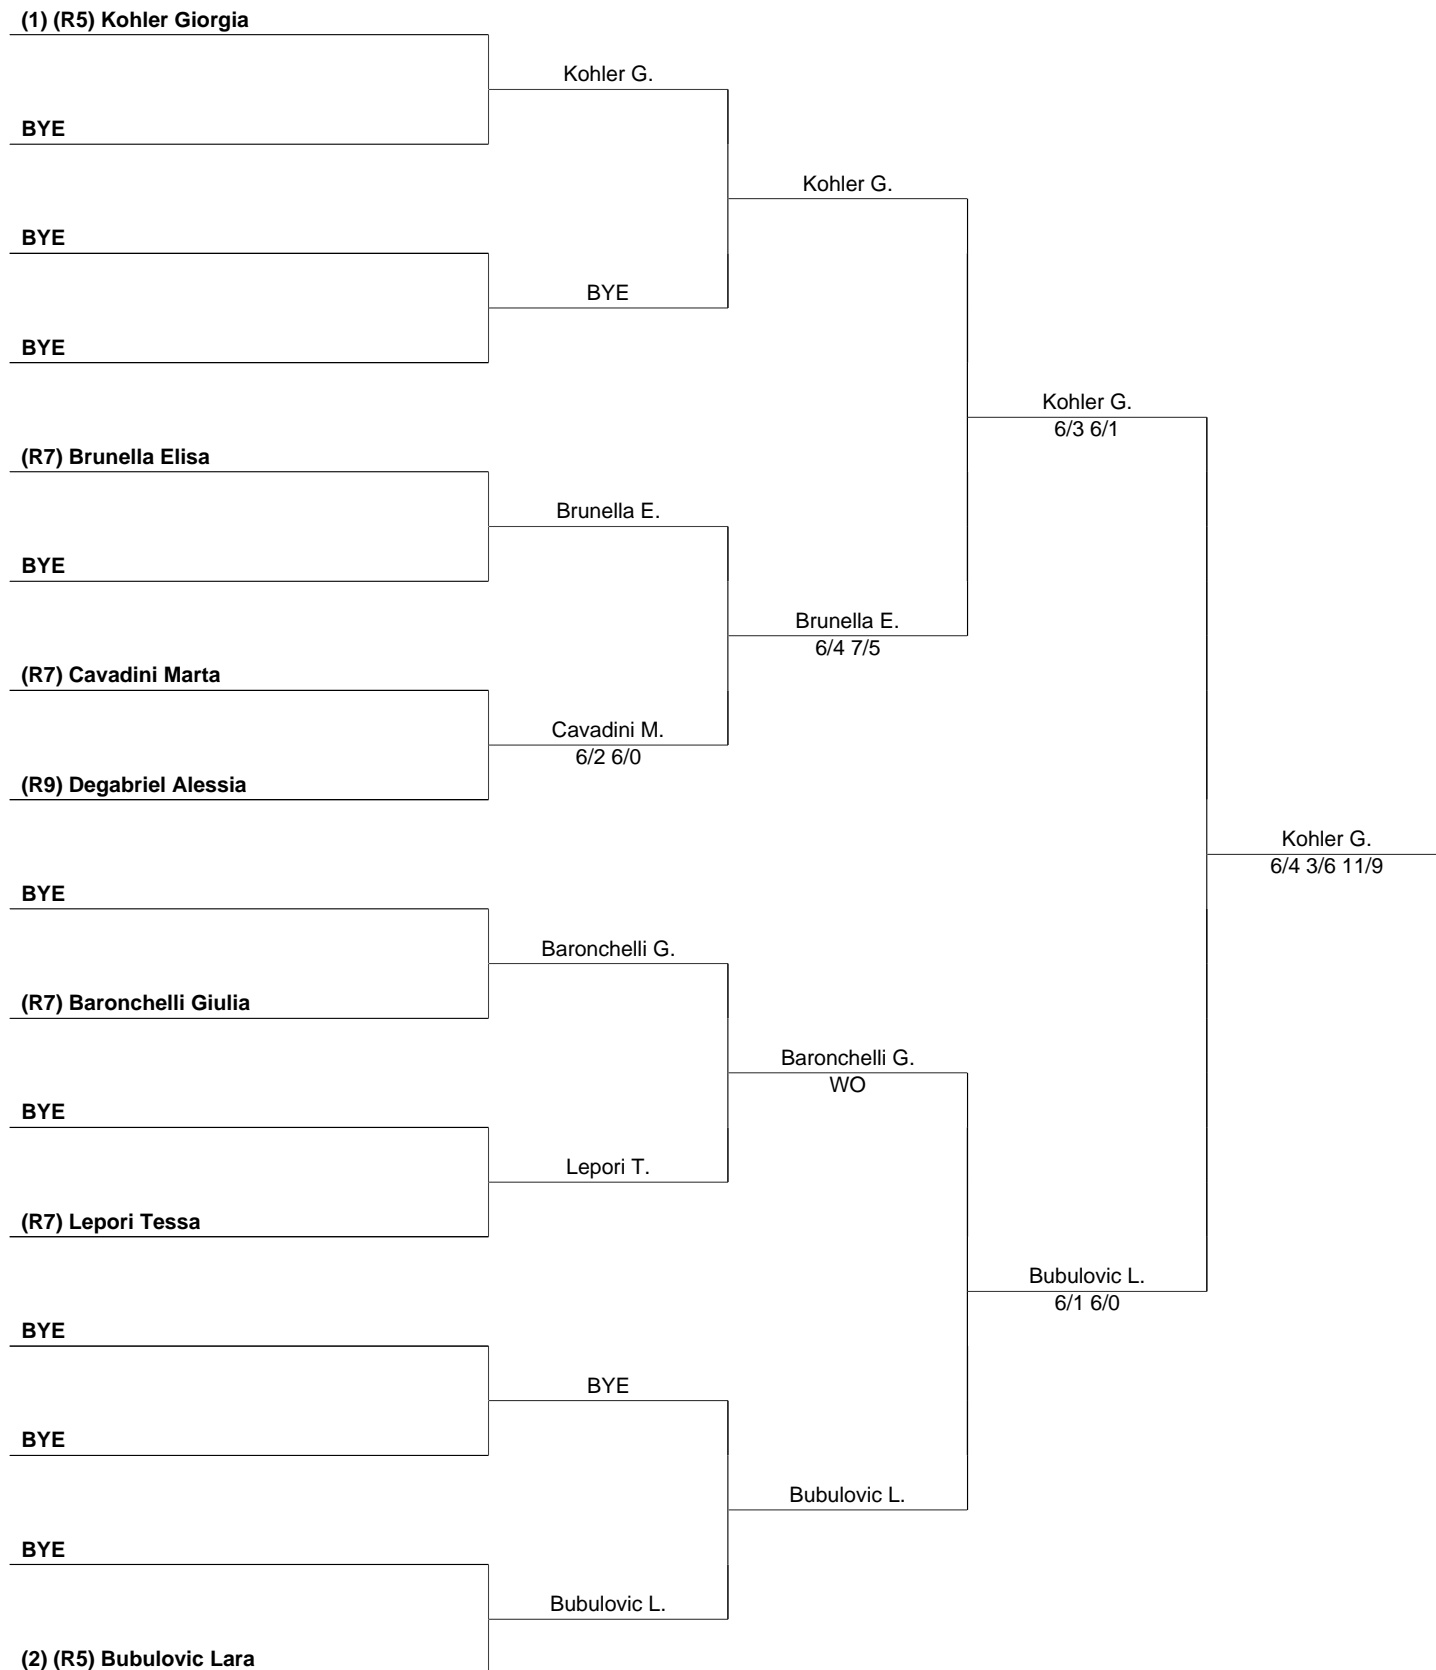 (1) (R5) Kohler Giorgia
Kohler G.
BYE
Kohler G.
BYE
BYE
BYE
Kohler G.
6/3 6/1
(R7) Brunella Elisa
Brunella E.
BYE
Brunella E.
6/4 7/5
(R7) Cavadini Marta
Cavadini M.
6/2 6/0
(R9) Degabriel Alessia
Kohler G.
6/4 3/6 11/9
BYE
Baronchelli G.
(R7) Baronchelli Giulia
Baronchelli G.
WO
BYE
Lepori T.
(R7) Lepori Tessa
Bubulovic L.
6/1 6/0
BYE
BYE
BYE
Bubulovic L.
BYE
Bubulovic L.
(2) (R5) Bubulovic Lara